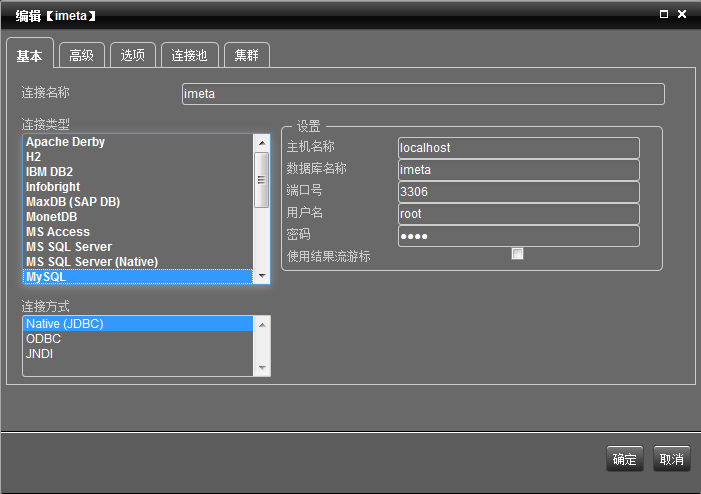 编辑【imeta】
基本 高级 选项 连接池 集群
连接名称 imeta
连接类型
Apache Derby
H2
IBM DB2
Infobright
MaxDB (SAP DB)
MonetDB
MS Access
MS SQL Server
MS SQL Server (Native)
MySQL
设置
主机名称 localhost
数据库名称 imeta
端口号 3306
用户名 root
密码 ●●●●
使用结果流游标
连接方式
Native (JDBC)
ODBC
JNDI
确定 取消